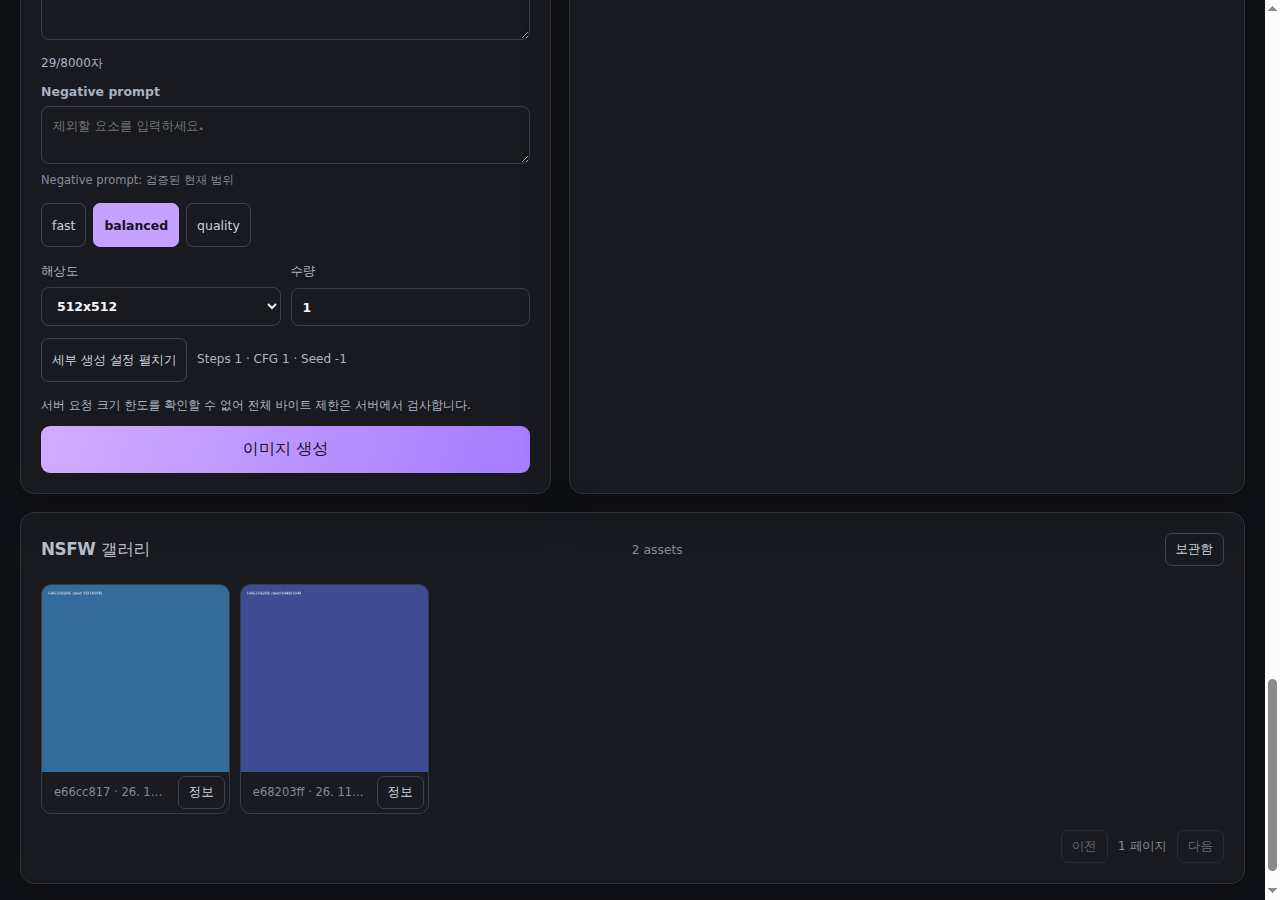 29/8000자
Negative prompt
제외할 요소를 입력하세요.
Negative prompt: 검증된 현재 범위
fast balanced quality
해상도 수량
512x512 1
세부 생성 설정 펼치기 Steps 1 · CFG 1 · Seed -1
서버 요청 크기 한도를 확인할 수 없어 전체 바이트 제한은 서버에서 검사합니다.
이미지 생성
NSFW 갤러리 2 assets 보관함
e66cc817 · 26. 1... 정보 e68203ff · 26. 11... 정보
이전 1 페이지 다음